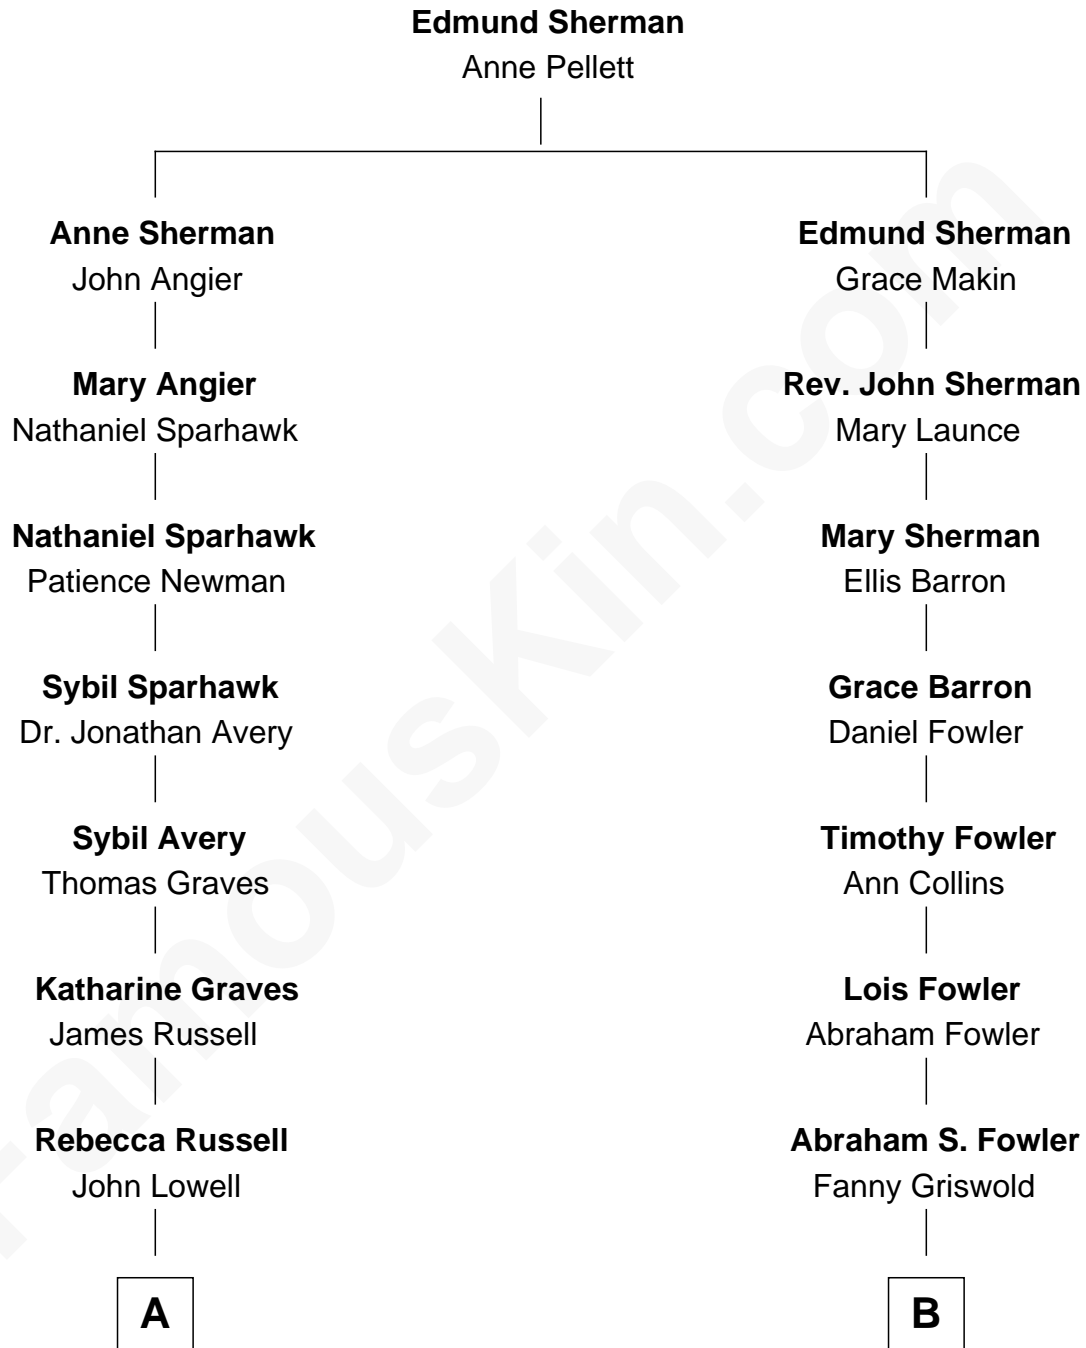 Edmund Sherman
Anne Pellett
Anne Sherman
John Angier
Edmund Sherman
Grace Makin
Mary Angier
Nathaniel Sparhawk
Rev. John Sherman
Mary Launce
Nathaniel Sparhawk
Patience Newman
Mary Sherman
Ellis Barron
Sybil Sparhawk
Dr. Jonathan Avery
Grace Barron
Daniel Fowler
Sybil Avery
Thomas Graves
Timothy Fowler
Ann Collins
Katharine Graves
James Russell
Lois Fowler
Abraham Fowler
Rebecca Russell
John Lowell
Abraham S. Fowler
Fanny Griswold
A
B
FamousKin.com